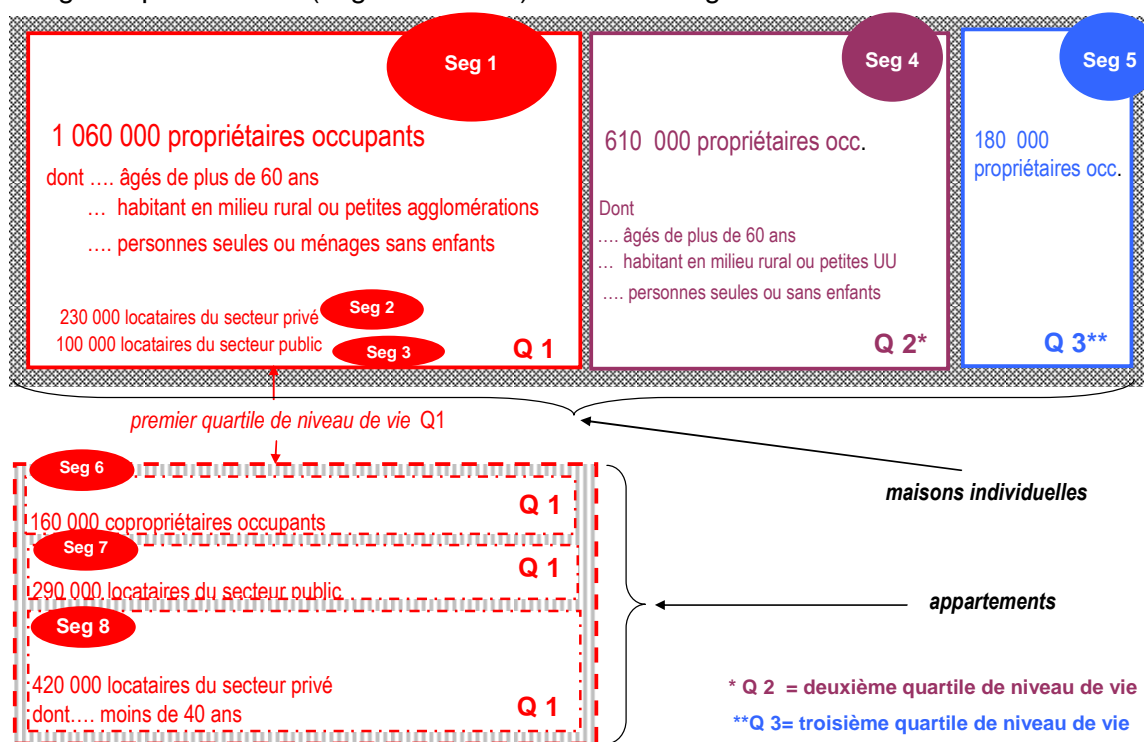 Seg 1
1 060 000 propriétaires occupants
dont .... âgés de plus de 60 ans
... habitant en milieu rural ou petites agglomérations
.... personnes seules ou ménages sans enfants
230 000 locataires du secteur privé
Seg 2
100 000 locataires du secteur public
Seg 3
Q 1
Seg 4
610 000 propriétaires occ.
Dont
.... âgés de plus de 60 ans
... habitant en milieu rural ou petites UU
.... personnes seules ou sans enfants
Q 2*
Seg 5
180 000
propriétaires occ.
Q 3**
premier quartile de niveau de vie Q1
maisons individuelles
Seg 6
Q 1
160 000 copropriétaires occupants
Seg 7
Q 1
290 000 locataires du secteur public
Seg 8
420 000 locataires du secteur privé
dont.... moins de 40 ans
Q 1
appartements
* Q 2 = deuxième quartile de niveau de vie
**Q 3= troisième quartile de niveau de vie